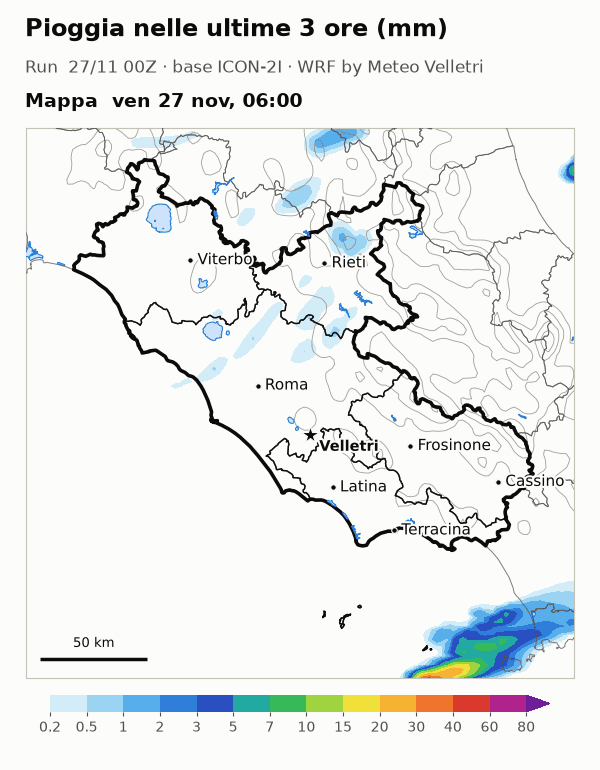 Pioggia nelle ultime 3 ore (mm)
Run  27/11 00Z · base ICON-2I · WRF by Meteo Velletri
Mappa  ven 27 nov, 06:00
Viterbo
Rieti
Roma
Velletri
Frosinone
Cassino
Latina
Terracina
50 km
0.2 0.5 1 2 3 5 7 10 15 20 30 40 60 80